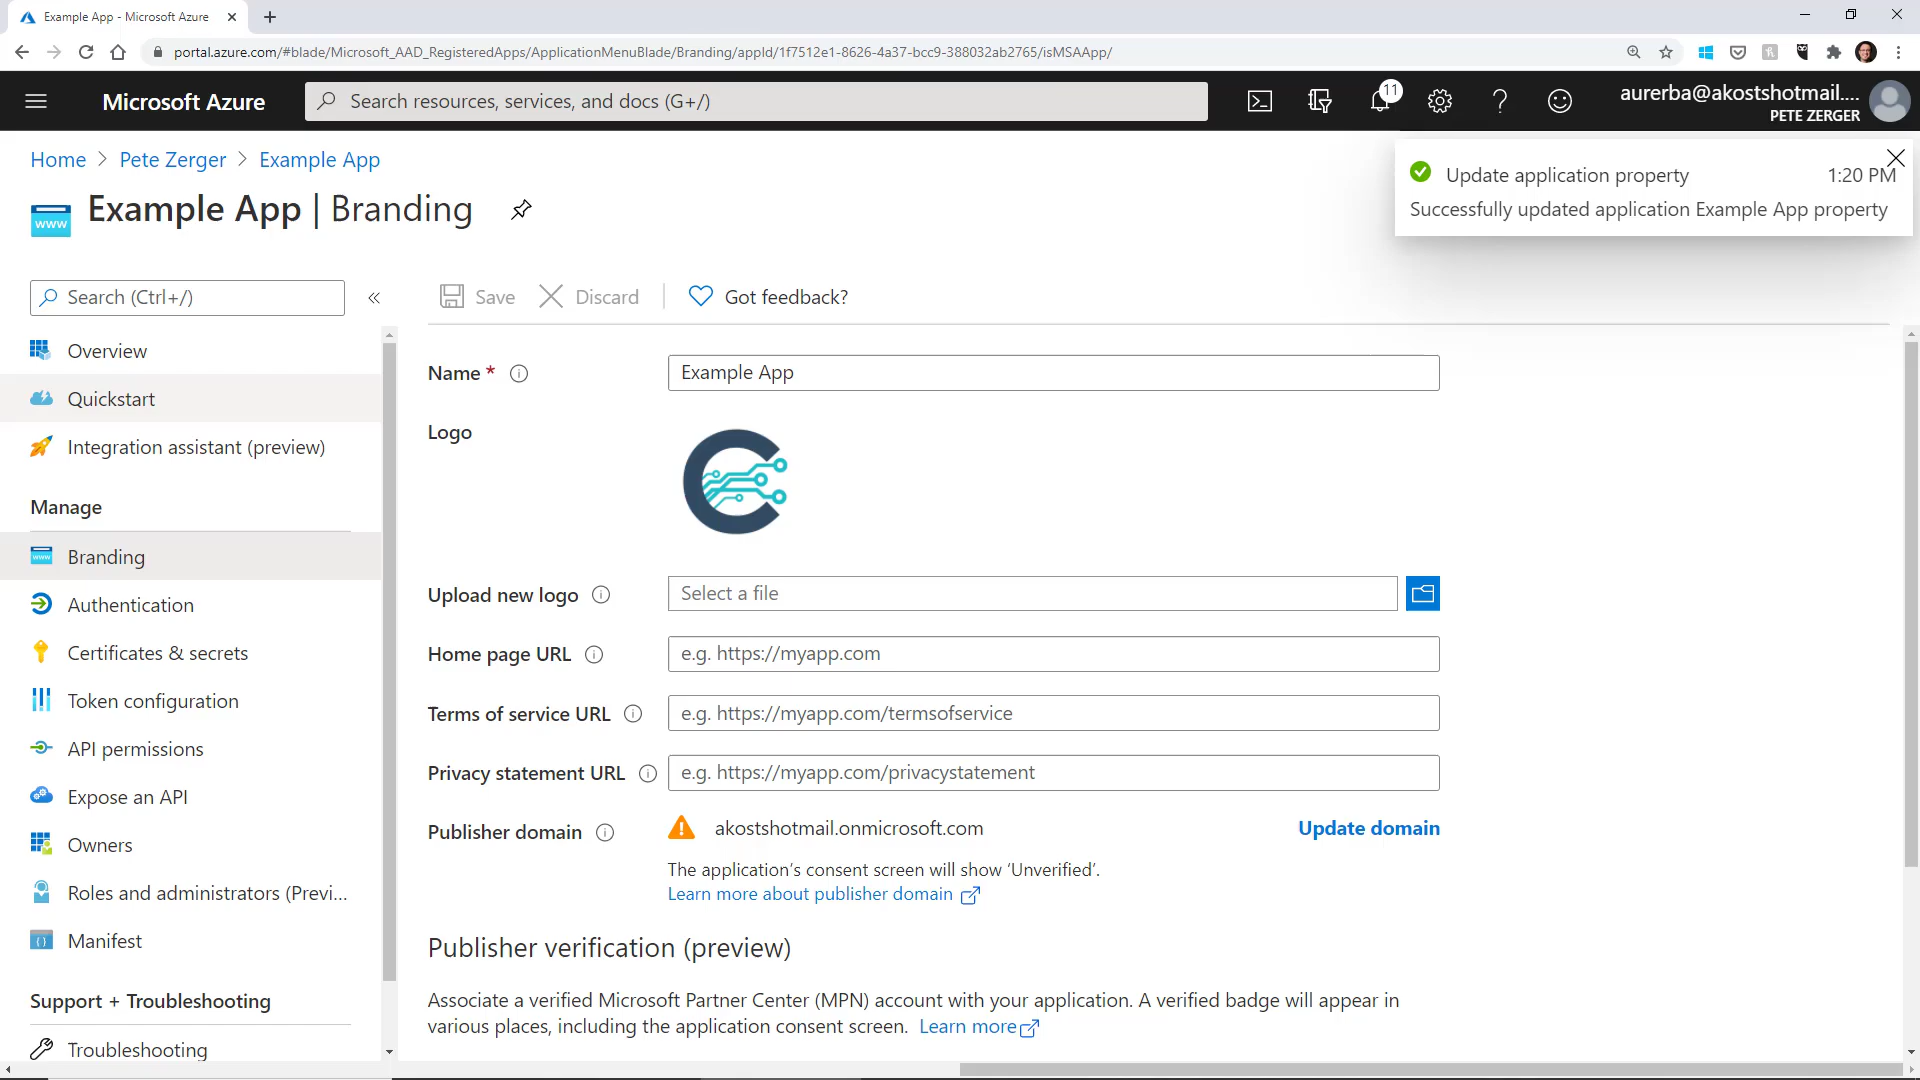 Example App - Microsoft Azure
portal.azure.com/#blade/Microsoft_AAD_RegisteredApps/ApplicationMenuBlade/Branding/appId/1f7512e1-8626-4a37-bcc9-388032ab2765/isMSAApp/
Microsoft Azure
Search resources, services, and docs (G+/)
11
aurerba@akostshotmail....
PETE ZERGER
Home > Pete Zerger > Example App
Example App | Branding
Update application property 1:20 PM
Successfully updated application Example App property
Search (Ctrl+/)
«
Save
Discard
Got feedback?
Overview
Quickstart
Integration assistant (preview)
Manage
Branding
Authentication
Certificates & secrets
Token configuration
API permissions
Expose an API
Owners
Roles and administrators (Previ...
Manifest
Support + Troubleshooting
Troubleshooting
Name *
Example App
Logo
Upload new logo
Select a file
Home page URL
e.g. https://myapp.com
Terms of service URL
e.g. https://myapp.com/termsofservice
Privacy statement URL
e.g. https://myapp.com/privacystatement
Publisher domain
akostshotmail.onmicrosoft.com
Update domain
The application's consent screen will show 'Unverified'.
Learn more about publisher domain
Publisher verification (preview)
Associate a verified Microsoft Partner Center (MPN) account with your application. A verified badge will appear in
various places, including the application consent screen. Learn more